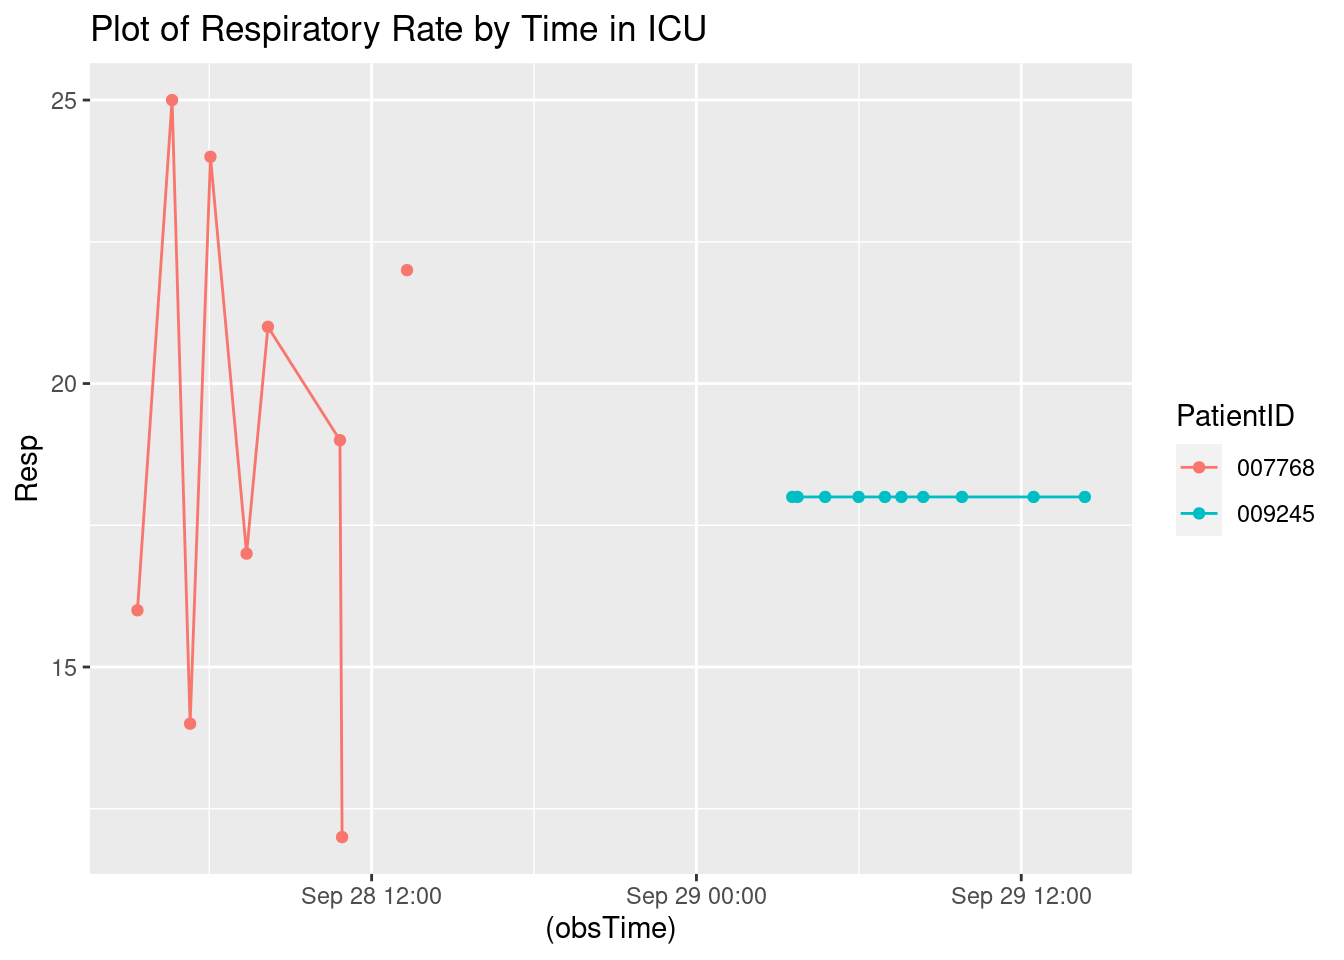 Plot of Respiratory Rate by Time in ICU
25
20
15
Resp
Sep 28 12:00
Sep 29 00:00
Sep 29 12:00
(obsTime)
PatientID
007768
009245